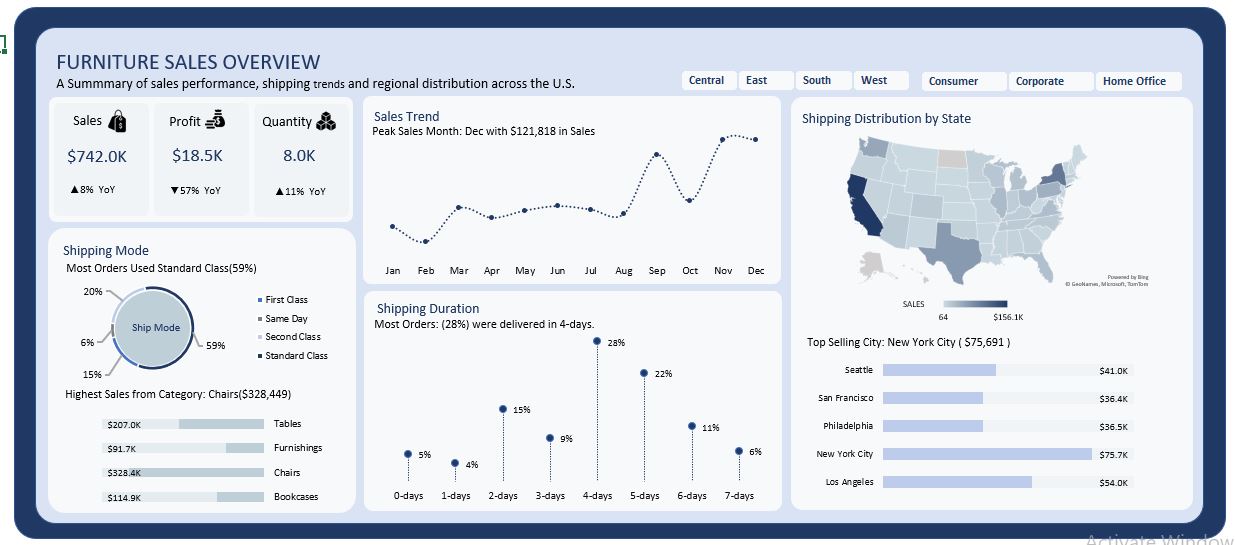 FURNITURE SALES OVERVIEW
A Summmary of sales performance, shipping trends and regional distribution across the U.S.
Central East South West Consumer Corporate Home Office
Sales Profit Quantity
$742.0K $18.5K 8.0K
▲8% YoY ▼57% YoY ▲11% YoY
Shipping Mode
Most Orders Used Standard Class(59%)
20%
6%
15%
59%
Ship Mode
First Class
Same Day
Second Class
Standard Class
Highest Sales from Category: Chairs($328,449)
$207.0K Tables
$91.7K Furnishings
$328.4K Chairs
$114.9K Bookcases
Sales Trend
Peak Sales Month: Dec with $121,818 in Sales
Jan Feb Mar Apr May Jun Jul Aug Sep Oct Nov Dec
Shipping Duration
Most Orders: (28%) were delivered in 4-days.
5% 4% 15% 9% 28% 22% 11% 6%
0-days 1-days 2-days 3-days 4-days 5-days 6-days 7-days
Shipping Distribution by State
Powered by Bing
© GeoNames, Microsoft, TomTom
SALES
64 $156.1K
Top Selling City: New York City ( $75,691 )
Seattle $41.0K
San Francisco $36.4K
Philadelphia $36.5K
New York City $75.7K
Los Angeles $54.0K
Activate Window